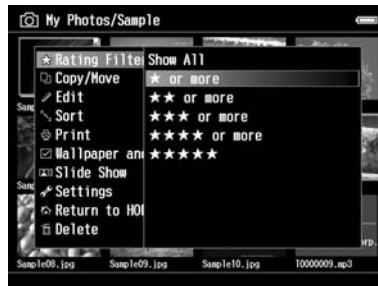 My Photos/Sample
Rating Filte
Show All
Copy/Move
★ or more
Edit
★★ or more
Sort
★★★ or more
Print
★★★★ or more
Wallpaper an
★★★★★
Slide Show
Settings
Return to HO
Delete
Sample08.jpg
Sample09.jpg
Sample10.jpg
10000009.mp3